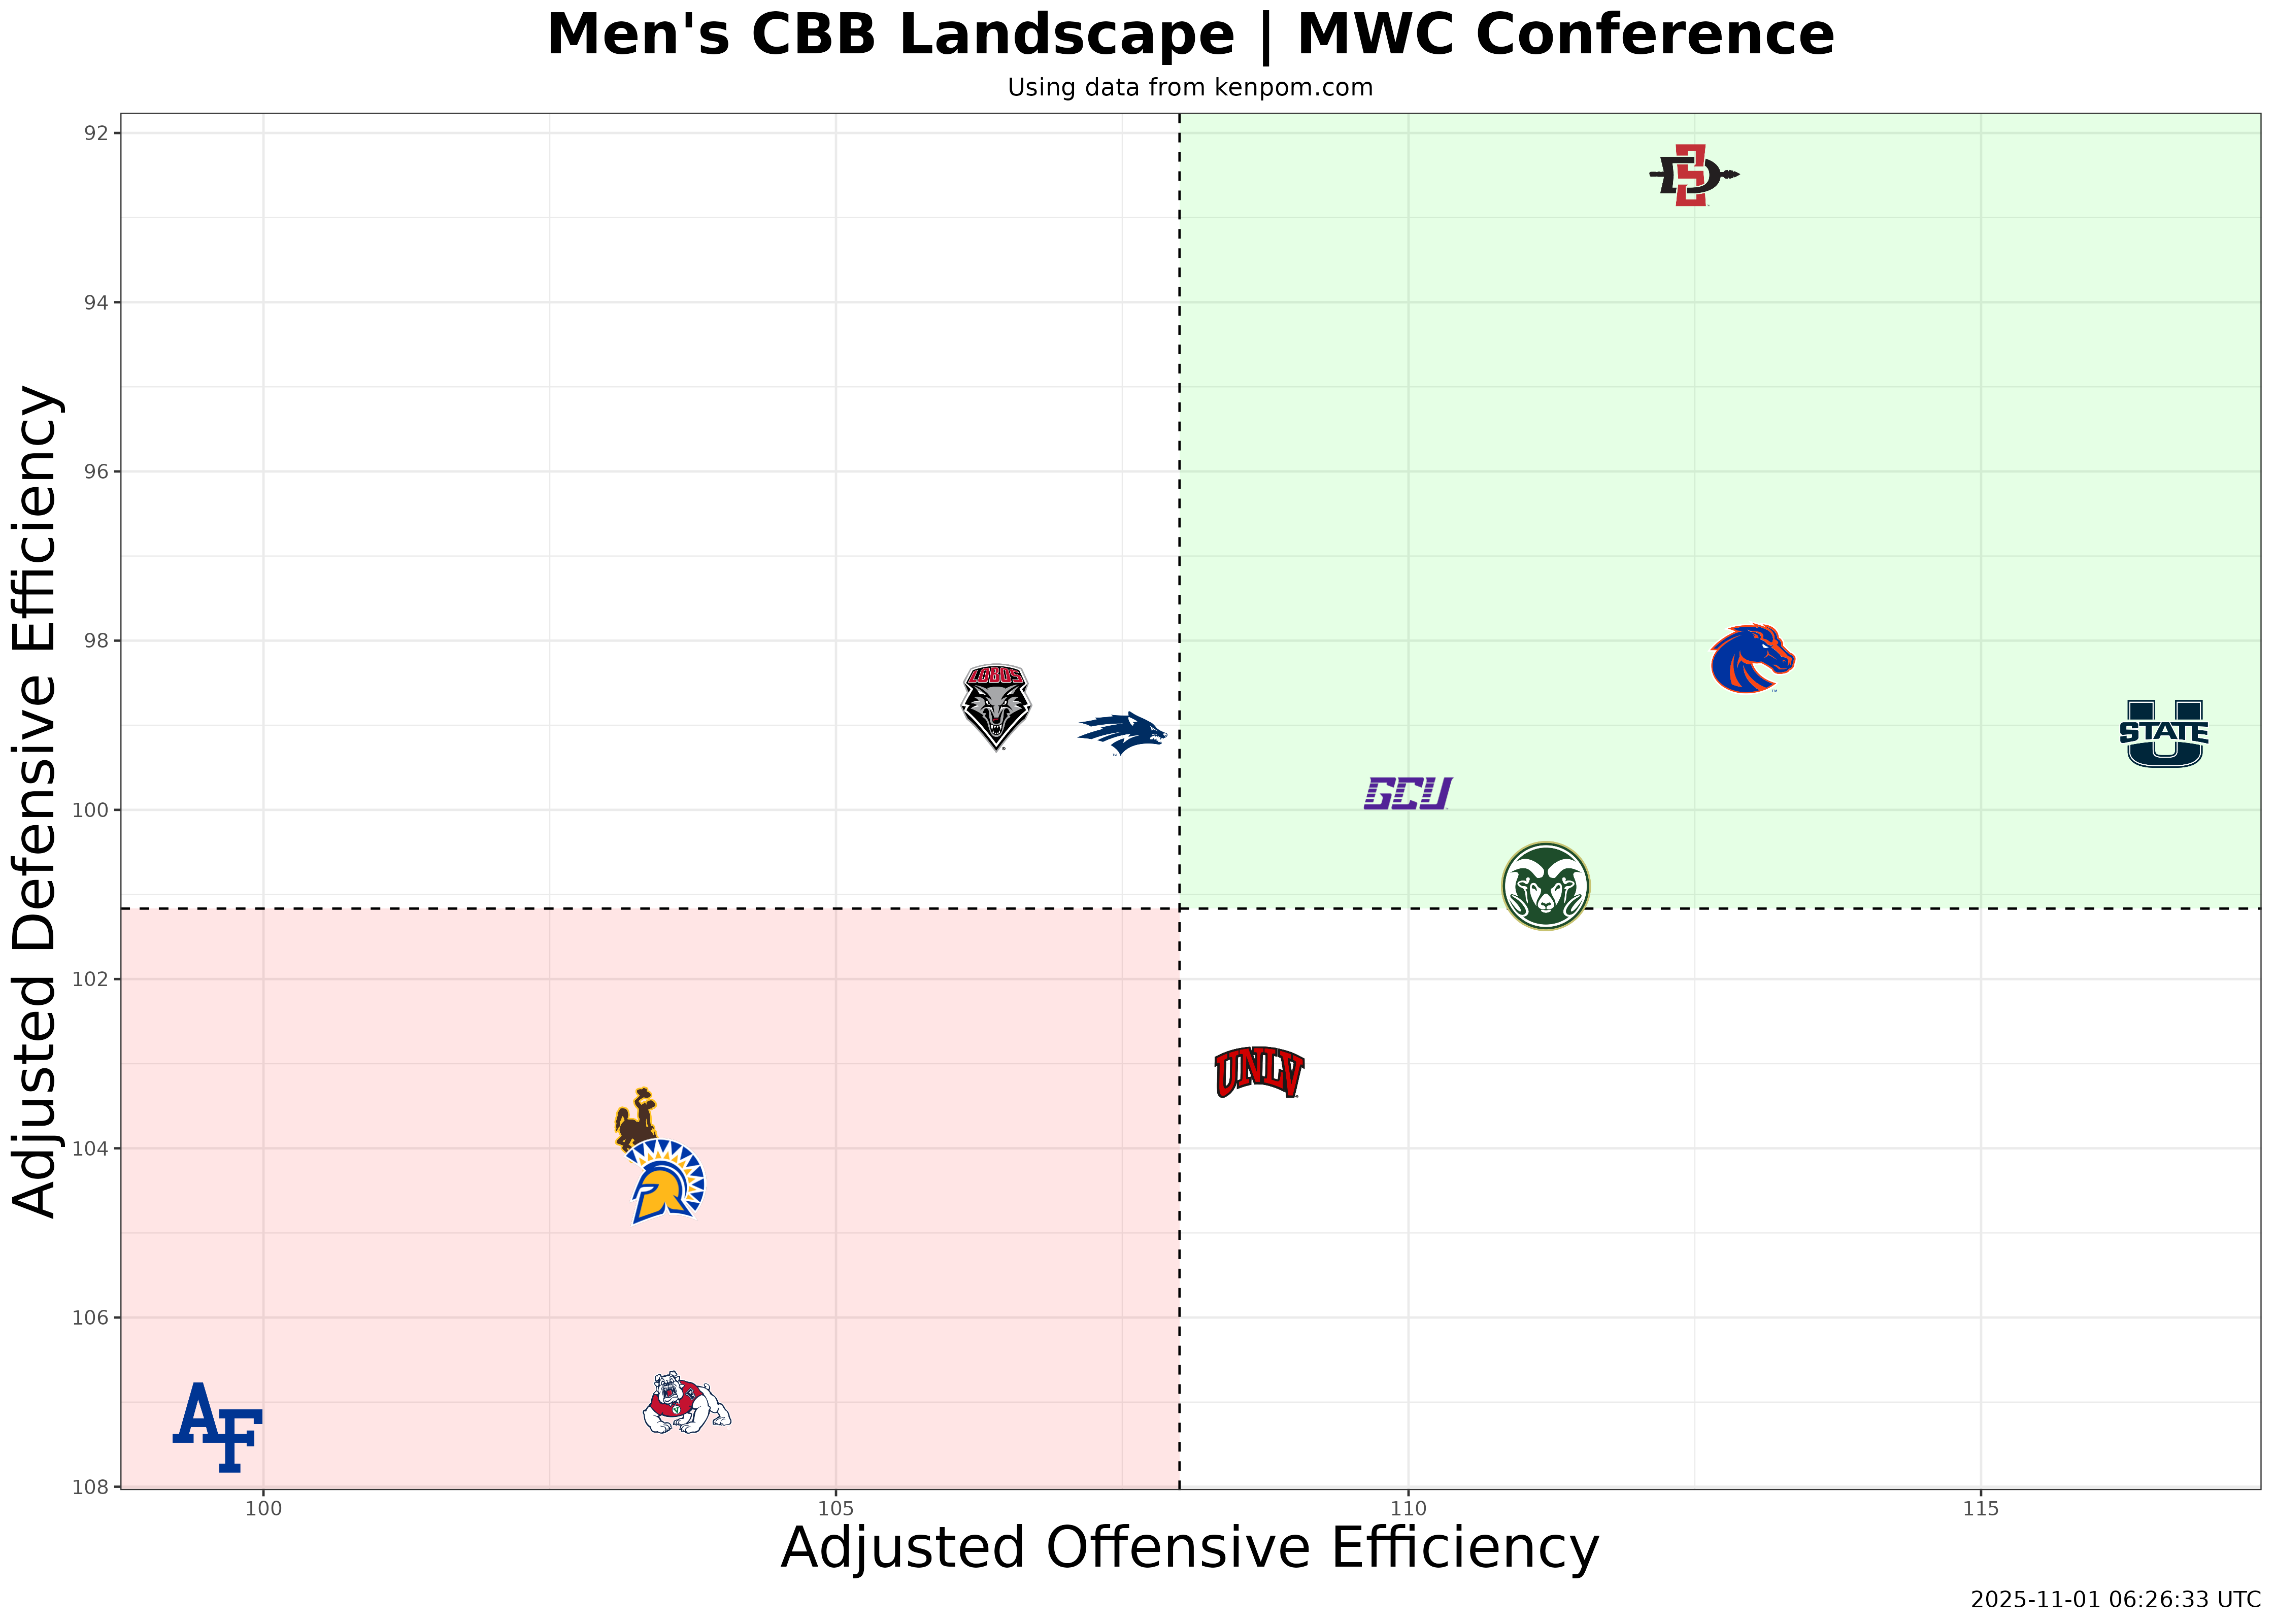 Men's CBB Landscape | MWC Conference
Using data from kenpom.com
Adjusted Defensive Efficiency
92
94
96
98
100
102
104
106
108
LOBOS
STATE
GCU
UNLV
AF
100
105
110
115
Adjusted Offensive Efficiency
2025-11-01 06:26:33 UTC